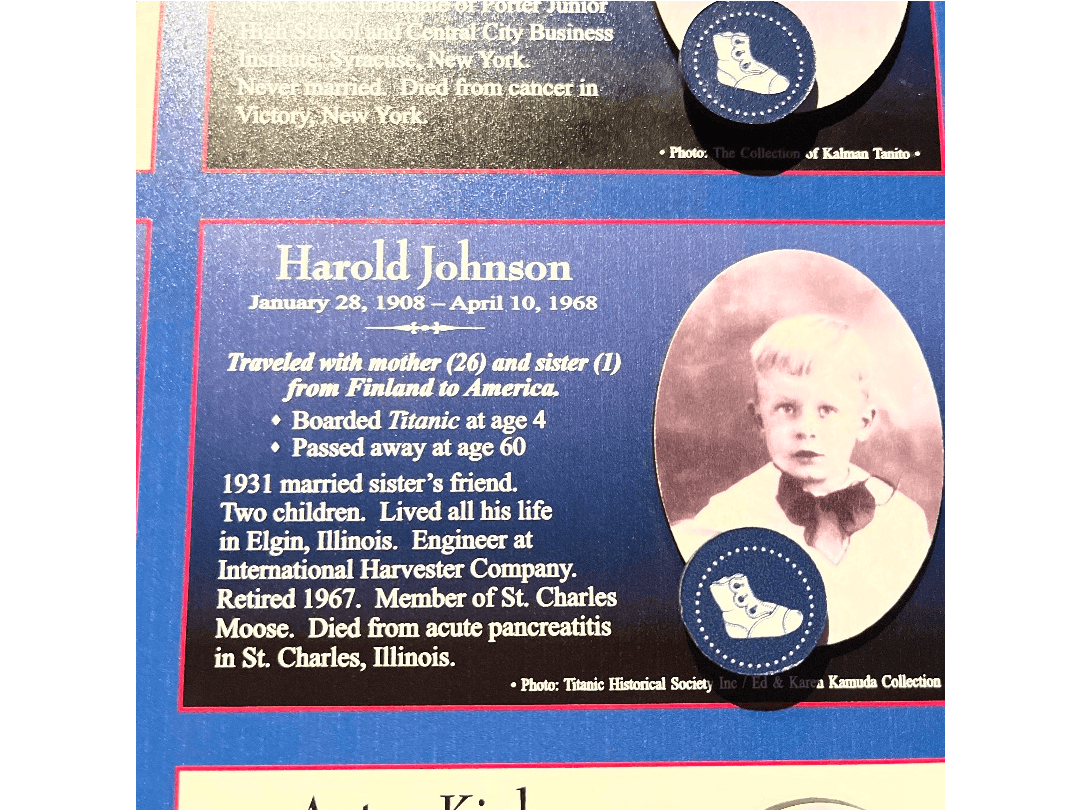 New York. Graduate of Porter Junior
High School and Central City Business
Institute, Syracuse, New York.
Never married. Died from cancer in
Victory, New York.
• Photo: The Collection of Kalman Tanito •
Harold Johnson
January 28, 1908 – April 10, 1968
Traveled with mother (26) and sister (1)
from Finland to America.
♦ Boarded Titanic at age 4
♦ Passed away at age 60
1931 married sister's friend.
Two children. Lived all his life
in Elgin, Illinois. Engineer at
International Harvester Company.
Retired 1967. Member of St. Charles
Moose. Died from acute pancreatitis
in St. Charles, Illinois.
• Photo: Titanic Historical Society Inc / Ed & Karen Kamuda Collection